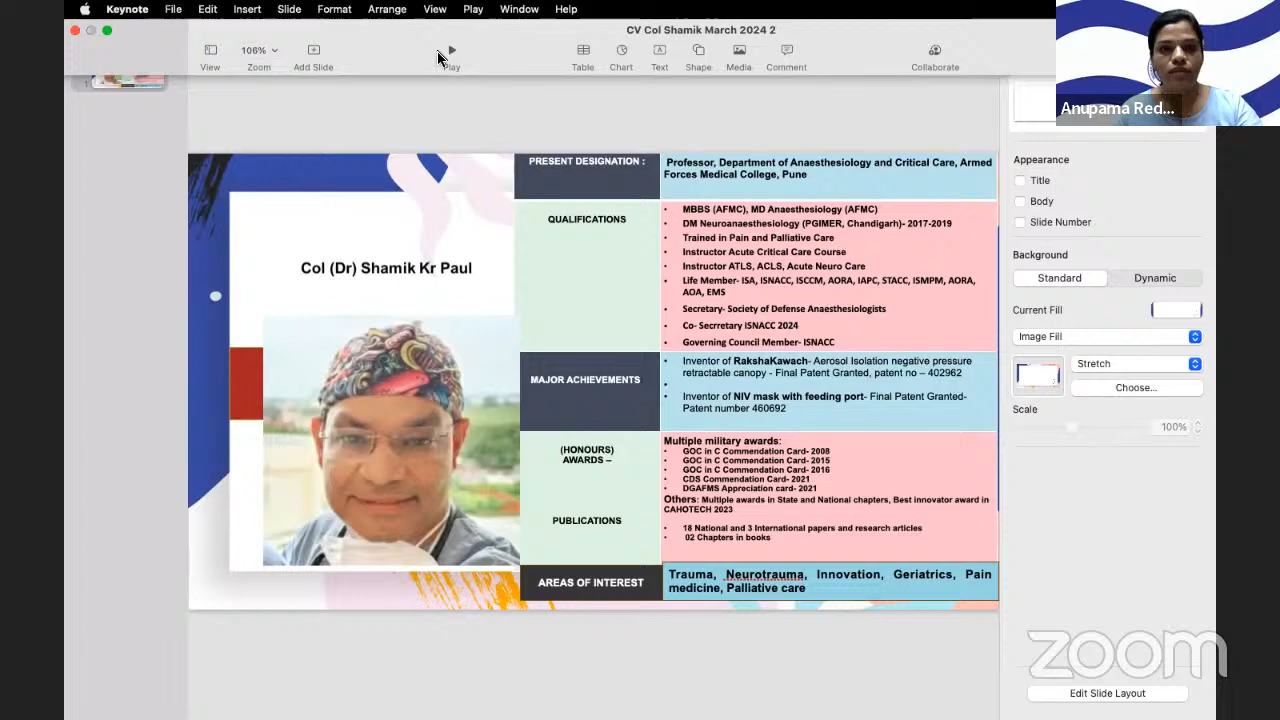 Keynote File Edit Insert Slide Format Arrange View Play Window Help
CV Col Shamik March 2024 2
106%
View Zoom Add Slide Play Table Chart Text Shape Media Comment Collaborate
Anupama Red...
1
PRESENT DESIGNATION :
Professor, Department of Anaesthesiology and Critical Care, Armed
Forces Medical College, Pune
Col (Dr) Shamik Kr Paul
QUALIFICATIONS
• MBBS (AFMC), MD Anaesthesiology (AFMC)
• DM Neuroanaesthesiology (PGIMER, Chandigarh)- 2017-2019
• Trained in Pain and Palliative Care
• Instructor Acute Critical Care Course
• Instructor ATLS, ACLS, Acute Neuro Care
• Life Member- ISA, ISNACC, ISCCM, AORA, IAPC, STACC, ISMPM, AORA,
AOA, EMS
Secretary- Society of Defense Anaesthesiologists
• Co- Secrretary ISNACC 2024
• Governing Council Member- ISNACC
MAJOR ACHIEVEMENTS
• Inventor of RakshaKawach- Aerosol Isolation negative pressure
retractable canopy - Final Patent Granted, patent no – 402962
•
• Inventor of NIV mask with feeding port- Final Patent Granted-
Patent number 460692
(HONOURS)
AWARDS –
Multiple military awards:
• GOC in C Commendation Card- 2008
• GOC in C Commendation Card- 2015
• GOC in C Commendation Card- 2016
• CDS Commendation Card- 2021
• DGAFMS Appreciation card- 2021
Others: Multiple awards in State and National chapters, Best innovator award in
CAHOTECH 2023
PUBLICATIONS
• 18 National and 3 International papers and research articles
• 02 Chapters in books
AREAS OF INTEREST
Trauma, Neurotrauma, Innovation, Geriatrics, Pain
medicine, Palliative care
Appearance
Title
Body
Slide Number
Background
Standard Dynamic
Current Fill
Image Fill
Stretch
Choose...
Scale
100%
zoom
Edit Slide Layout